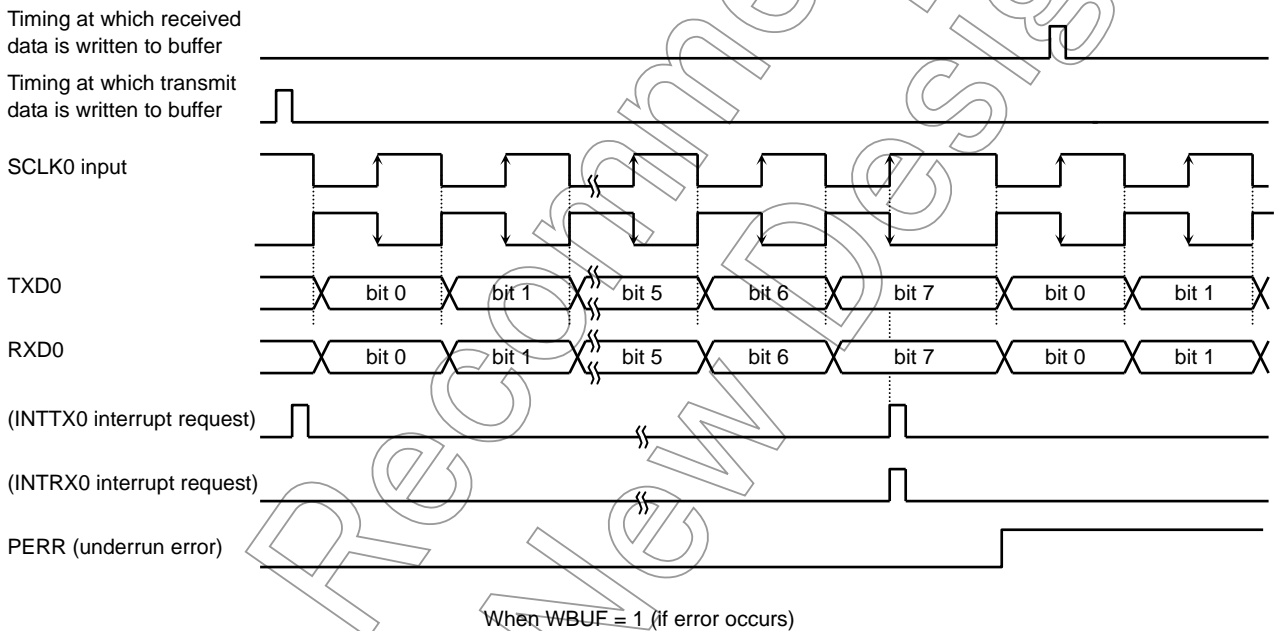 Timing at which received
data is written to buffer
Timing at which transmit
data is written to buffer
SCLK0 input
TXD0
bit 0 bit 1 bit 5 bit 6 bit 7 bit 0 bit 1
RXD0
bit 0 bit 1 bit 5 bit 6 bit 7 bit 0 bit 1
(INTTX0 interrupt request)
(INTRX0 interrupt request)
PERR (underrun error)
When WBUF = 1 (if error occurs)